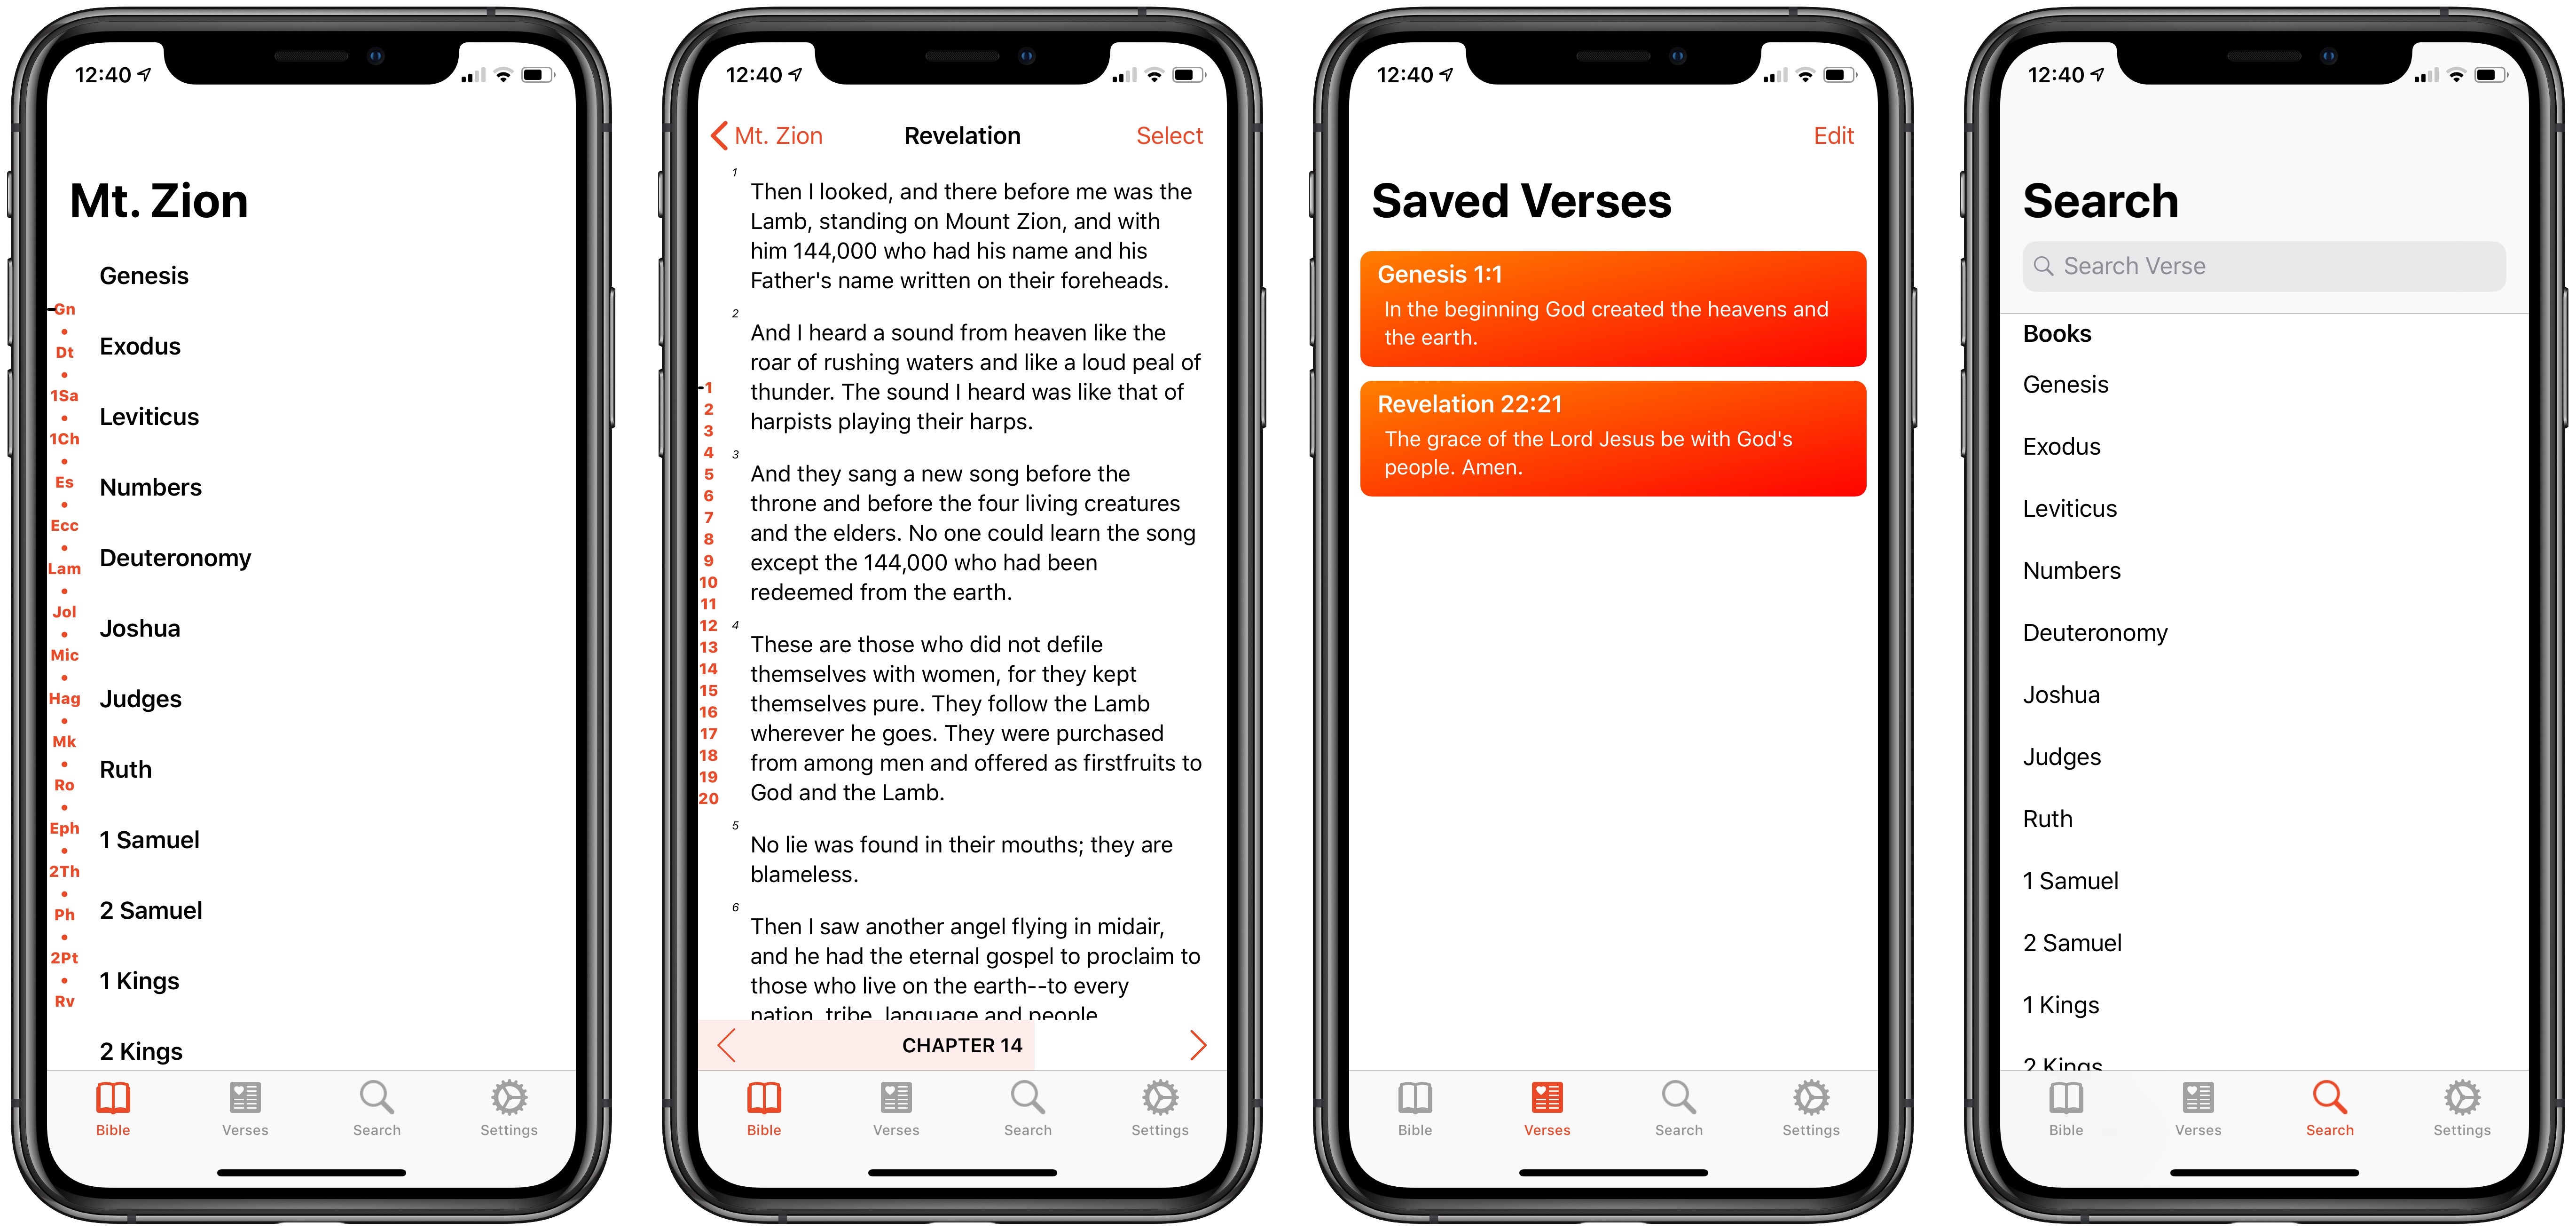 12:40
Mt. Zion
Genesis
Exodus
Leviticus
Numbers
Deuteronomy
Joshua
Judges
Ruth
1 Samuel
2 Samuel
1 Kings
2 Kings
Gn
Dt
1Sa
1Ch
Es
Ecc
Lam
Jol
Mic
Hag
Mk
Ro
Eph
2Th
Ph
2Pt
Rv
Bible
Verses
Search
Settings
12:40
Mt. Zion
Revelation
Select
1
Then I looked, and there before me was the
Lamb, standing on Mount Zion, and with
him 144,000 who had his name and his
Father's name written on their foreheads.
2
And I heard a sound from heaven like the
roar of rushing waters and like a loud peal of
thunder. The sound I heard was like that of
harpists playing their harps.
3
And they sang a new song before the
throne and before the four living creatures
and the elders. No one could learn the song
except the 144,000 who had been
redeemed from the earth.
4
These are those who did not defile
themselves with women, for they kept
themselves pure. They follow the Lamb
wherever he goes. They were purchased
from among men and offered as firstfruits to
God and the Lamb.
5
No lie was found in their mouths; they are
blameless.
6
Then I saw another angel flying in midair,
and he had the eternal gospel to proclaim to
those who live on the earth--to every
nation, tribe, language and people.
1
2
3
4
5
6
7
8
9
10
11
12
13
14
15
16
17
18
19
20
CHAPTER 14
Bible
Verses
Search
Settings
12:40
Edit
Saved Verses
Genesis 1:1
In the beginning God created the heavens and
the earth.
Revelation 22:21
The grace of the Lord Jesus be with God's
people. Amen.
Bible
Verses
Search
Settings
12:40
Search
Search Verse
Books
Genesis
Exodus
Leviticus
Numbers
Deuteronomy
Joshua
Judges
Ruth
1 Samuel
2 Samuel
1 Kings
2 Kings
Bible
Verses
Search
Settings